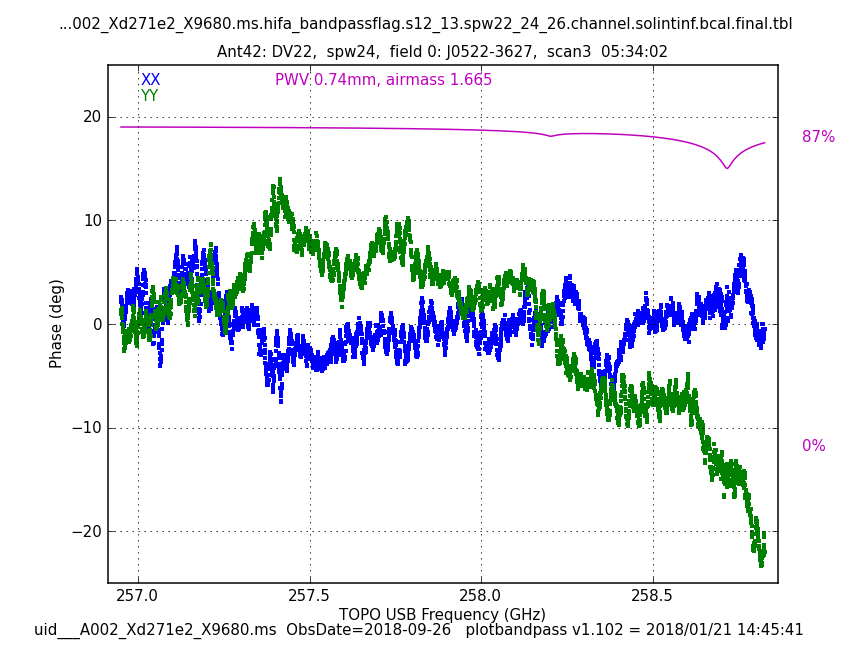 ...002_Xd271e2_X9680.ms.hifa_bandpassflag.s12_13.spw22_24_26.channel.solintinf.bcal.final.tbl
Ant42: DV22,  spw24,  field 0: J0522-3627,  scan3  05:34:02
XX
PWV 0.74mm, airmass 1.665
YY
20
87%
10
0
Phase (deg)
−10
0%
−20
257.0
257.5
258.0
258.5
TOPO USB Frequency (GHz)
uid___A002_Xd271e2_X9680.ms  ObsDate=2018-09-26   plotbandpass v1.102 = 2018/01/21 14:45:41